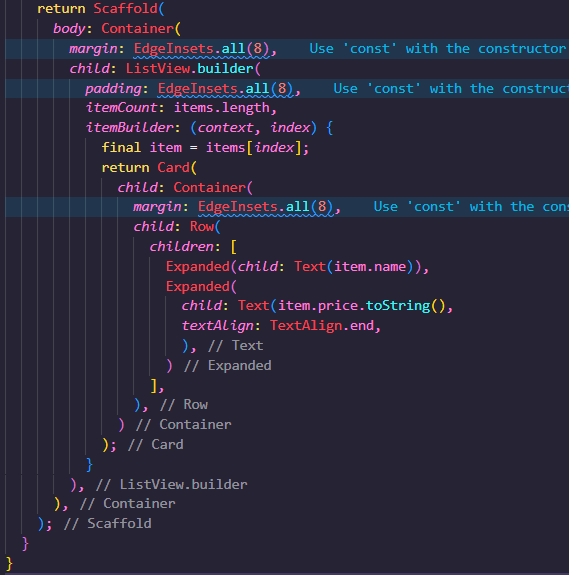 return Scaffold(
body: Container(
margin: EdgeInsets.all(8), Use 'const' with the constructor
child: ListView.builder(
padding: EdgeInsets.all(8), Use 'const' with the construct
itemCount: items.length,
itemBuilder: (context, index) {
final item = items[index];
return Card(
child: Container(
margin: EdgeInsets.all(8), Use 'const' with the cons
child: Row(
children: [
Expanded(child: Text(item.name)),
Expanded(
child: Text(item.price.toString(),
textAlign: TextAlign.end,
), // Text
) // Expanded
],
), // Row
) // Container
); // Card
}
), // ListView.builder
), // Container
); // Scaffold
}
}